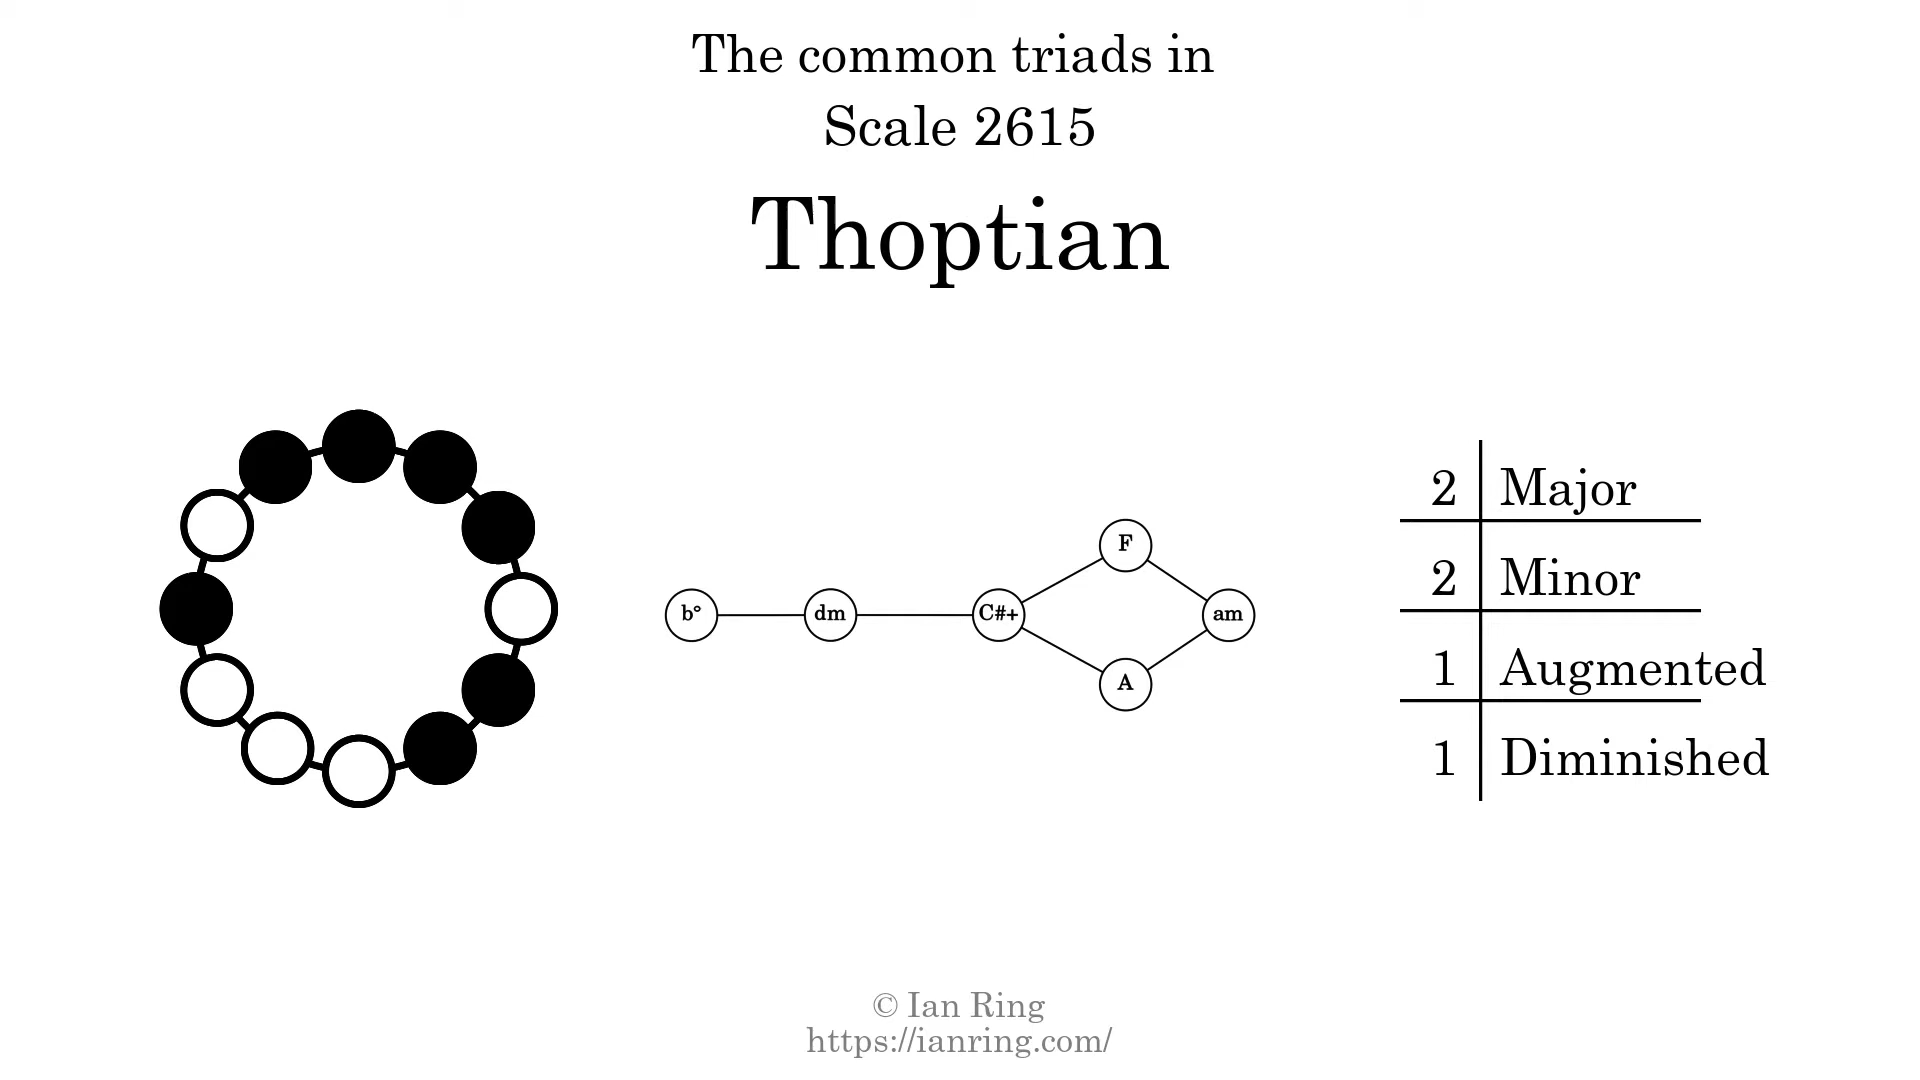 The common triads in
Scale 2615
Thoptian
b°
dm
C#+
F
A
am
2 Major
2 Minor
1 Augmented
1 Diminished
© Ian Ring
https://ianring.com/